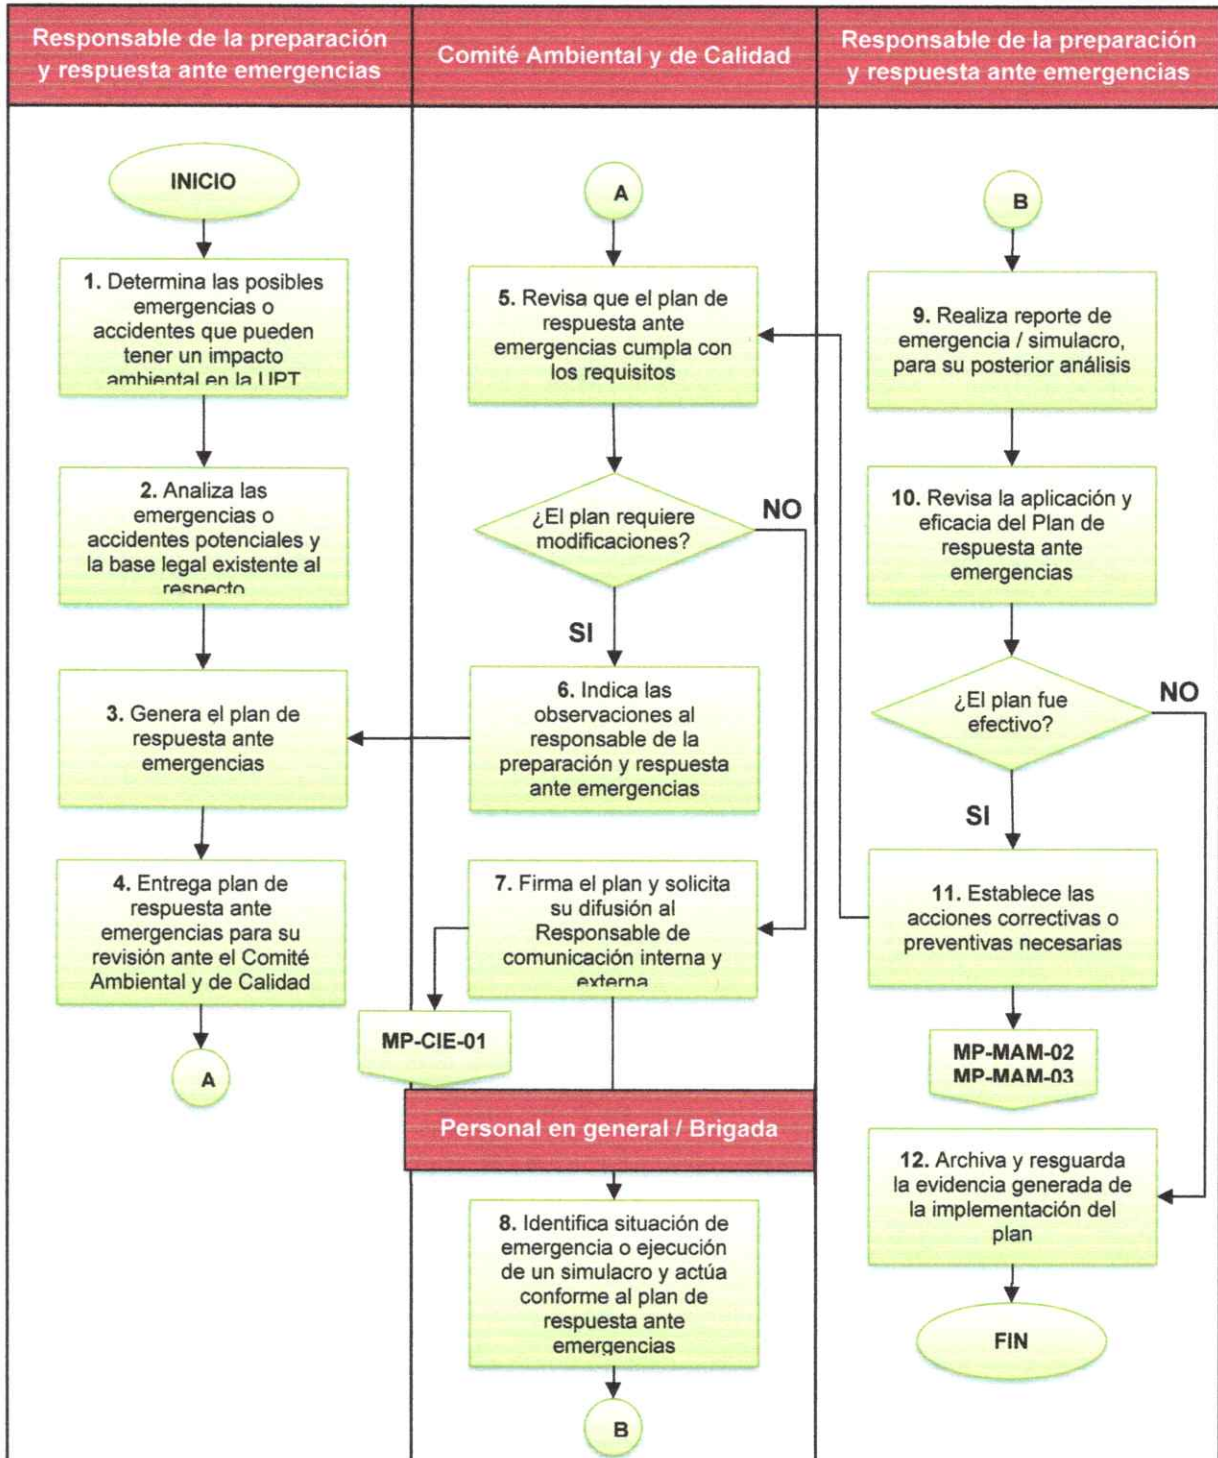 Responsable de la preparación
y respuesta ante emergencias
INICIO
1. Determina las posibles
emergencias o
accidentes que pueden
tener un impacto
ambiental en la UPT
2. Analiza las
emergencias o
accidentes potenciales y
la base legal existente al
respecto
3. Genera el plan de
respuesta ante
emergencias
4. Entrega plan de
respuesta ante
emergencias para su
revisión ante el Comité
Ambiental y de Calidad
A
Comité Ambiental y de Calidad
A
5. Revisa que el plan de
respuesta ante
emergencias cumpla con
los requisitos
¿El plan requiere
modificaciones?
NO
SI
6. Indica las
observaciones al
responsable de la
preparación y respuesta
ante emergencias
7. Firma el plan y solicita
su difusión al
Responsable de
comunicación interna y
externa
MP-CIE-01
Personal en general / Brigada
8. Identifica situación de
emergencia o ejecución
de un simulacro y actúa
conforme al plan de
respuesta ante
emergencias
B
Responsable de la preparación
y respuesta ante emergencias
B
9. Realiza reporte de
emergencia / simulacro,
para su posterior análisis
10. Revisa la aplicación y
eficacia del Plan de
respuesta ante
emergencias
¿El plan fue
efectivo?
NO
SI
11. Establece las
acciones correctivas o
preventivas necesarias
MP-MAM-02
MP-MAM-03
12. Archiva y resguarda
la evidencia generada de
la implementación del
plan
FIN